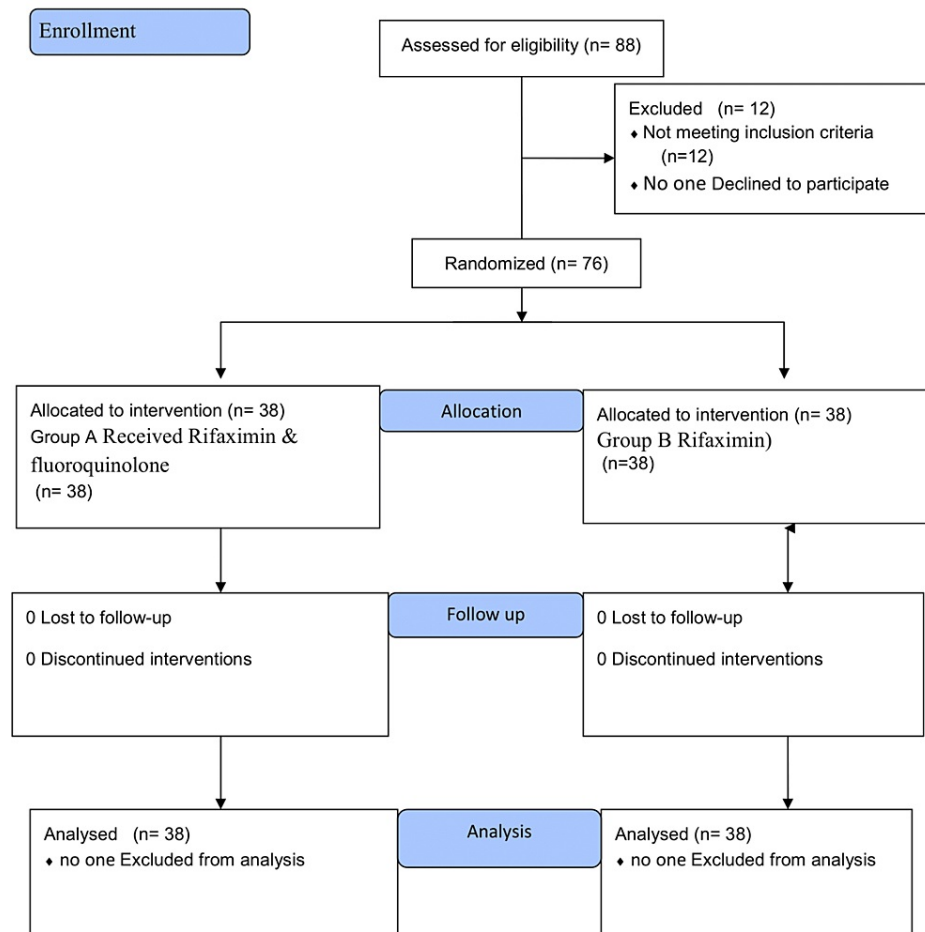 Enrollment
Assessed for eligibility (n= 88)
Excluded (n= 12)
♦ Not meeting inclusion criteria
(n=12)
♦ No one Declined to participate
Randomized (n= 76)
Allocated to intervention (n= 38)
Group A Received Rifaximin &
fluoroquinolone
(n= 38)
Allocation
Allocated to intervention (n= 38)
Group B Rifaximin)
(n=38)
0 Lost to follow-up
0 Discontinued interventions
Follow up
0 Lost to follow-up
0 Discontinued interventions
Analysed (n= 38)
♦ no one Excluded from analysis
Analysis
Analysed (n= 38)
♦ no one Excluded from analysis